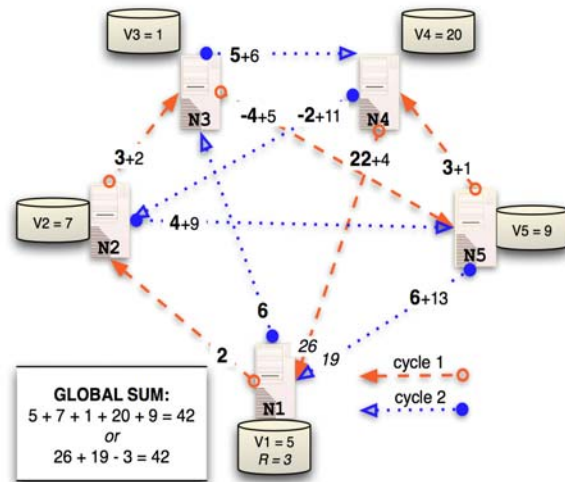 V3 = 1
5+6
V4 = 20
N3
-4+5
-2+11
N4
22+4
3+2
3+1
V2 = 7
4+9
V5 = 9
N2
N5
6
6+13
26
19
2
cycle 1
cycle 2
N1
V1 = 5
R = 3
GLOBAL SUM:
5 + 7 + 1 + 20 + 9 = 42
or
26 + 19 - 3 = 42